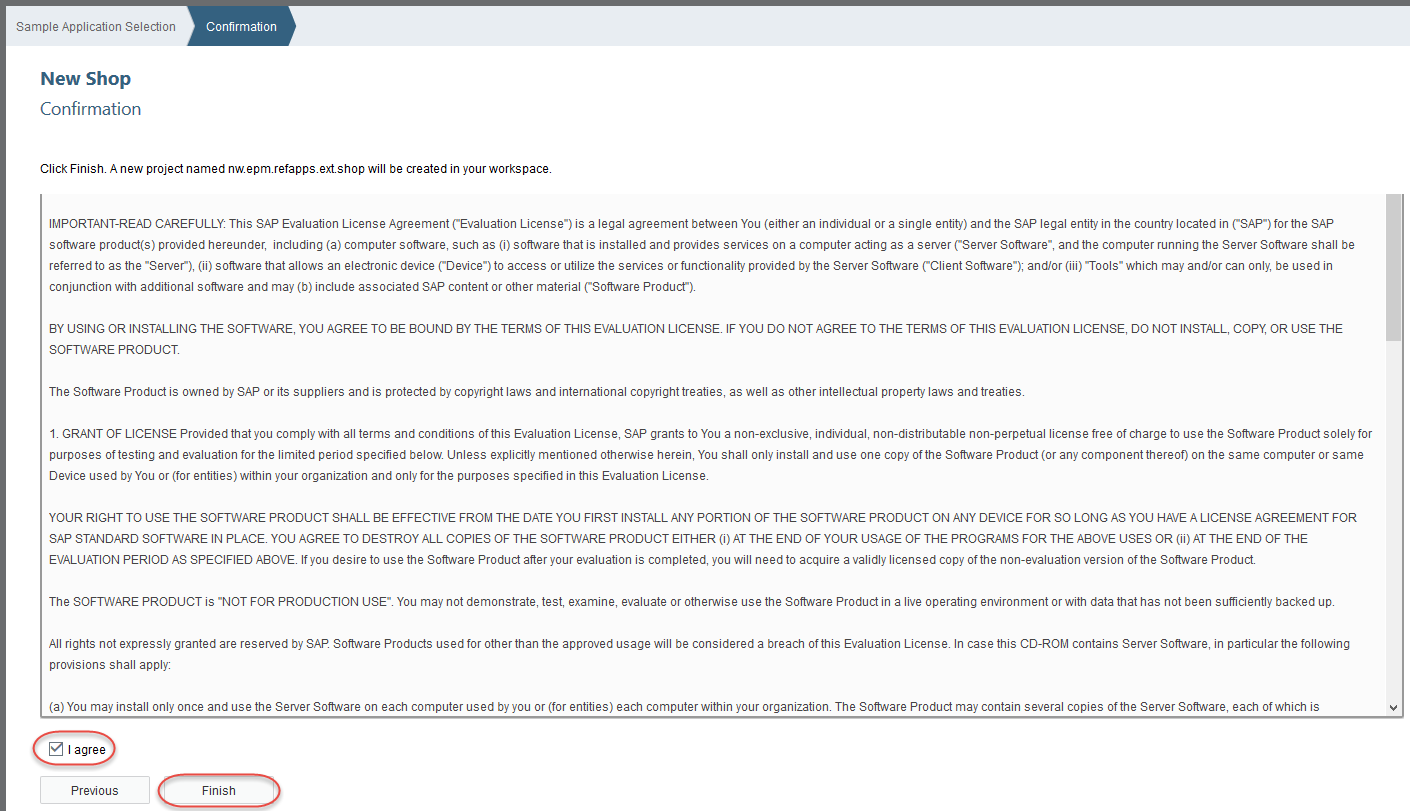 Sample Application Selection
Confirmation
New Shop
Confirmation
Click Finish. A new project named nw.epm.refapps.ext.shop will be created in your workspace.
IMPORTANT-READ CAREFULLY: This SAP Evaluation License Agreement ("Evaluation License") is a legal agreement between You (either an individual or a single entity) and the SAP legal entity in the country located in ("SAP") for the SAP
software product(s) provided hereunder,  including (a) computer software, such as (i) software that is installed and provides services on a computer acting as a server ("Server Software", and the computer running the Server Software shall be
referred to as the "Server"), (ii) software that allows an electronic device ("Device") to access or utilize the services or functionality provided by the Server Software ("Client Software"); and/or (iii) "Tools" which may and/or can only, be used in
conjunction with additional software and may (b) include associated SAP content or other material ("Software Product").
BY USING OR INSTALLING THE SOFTWARE, YOU AGREE TO BE BOUND BY THE TERMS OF THIS EVALUATION LICENSE. IF YOU DO NOT AGREE TO THE TERMS OF THIS EVALUATION LICENSE, DO NOT INSTALL, COPY, OR USE THE
SOFTWARE PRODUCT.
The Software Product is owned by SAP or its suppliers and is protected by copyright laws and international copyright treaties, as well as other intellectual property laws and treaties.
1. GRANT OF LICENSE Provided that you comply with all terms and conditions of this Evaluation License, SAP grants to You a non-exclusive, individual, non-distributable non-perpetual license free of charge to use the Software Product solely for
purposes of testing and evaluation for the limited period specified below. Unless explicitly mentioned otherwise herein, You shall only install and use one copy of the Software Product (or any component thereof) on the same computer or same
Device used by You or (for entities) within your organization and only for the purposes specified in this Evaluation License.
YOUR RIGHT TO USE THE SOFTWARE PRODUCT SHALL BE EFFECTIVE FROM THE DATE YOU FIRST INSTALL ANY PORTION OF THE SOFTWARE PRODUCT ON ANY DEVICE FOR SO LONG AS YOU HAVE A LICENSE AGREEMENT FOR
SAP STANDARD SOFTWARE IN PLACE. YOU AGREE TO DESTROY ALL COPIES OF THE SOFTWARE PRODUCT EITHER (i) AT THE END OF YOUR USAGE OF THE PROGRAMS FOR THE ABOVE USES OR (ii) AT THE END OF THE
EVALUATION PERIOD AS SPECIFIED ABOVE. If you desire to use the Software Product after your evaluation is completed, you will need to acquire a validly licensed copy of the non-evaluation version of the Software Product.
The SOFTWARE PRODUCT is "NOT FOR PRODUCTION USE". You may not demonstrate, test, examine, evaluate or otherwise use the Software Product in a live operating environment or with data that has not been sufficiently backed up.
All rights not expressly granted are reserved by SAP. Software Products used for other than the approved usage will be considered a breach of this Evaluation License. In case this CD-ROM contains Server Software, in particular the following
provisions shall apply:
(a) You may install only once and use the Server Software on each computer used by you or (for entities) each computer within your organization. The Software Product may contain several copies of the Server Software, each of which is
I agree
Previous
Finish